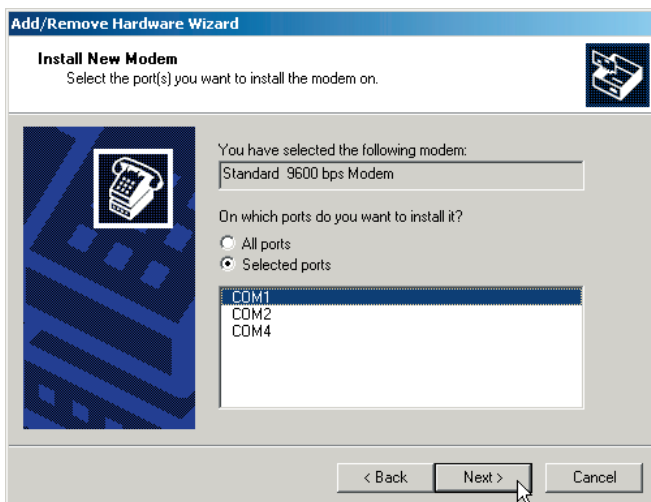 Add/Remove Hardware Wizard
Install New Modem
Select the port(s) you want to install the modem on.
You have selected the following modem:
Standard 9600 bps Modem
On which ports do you want to install it?
All ports
Selected ports
COM1
COM2
COM4
< Back Next > Cancel